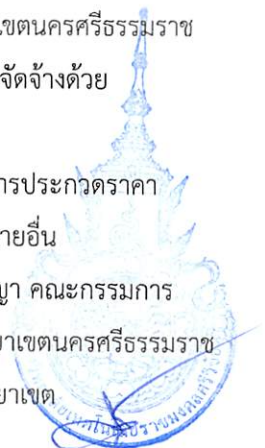 เขตนครศรีธรรมราช
จัดจ้างด้วย
ารประกวดราคา
ายอื่น
ญา คณะกรรมการ
าเขตนครศรีธรรมราช
ยาเขต